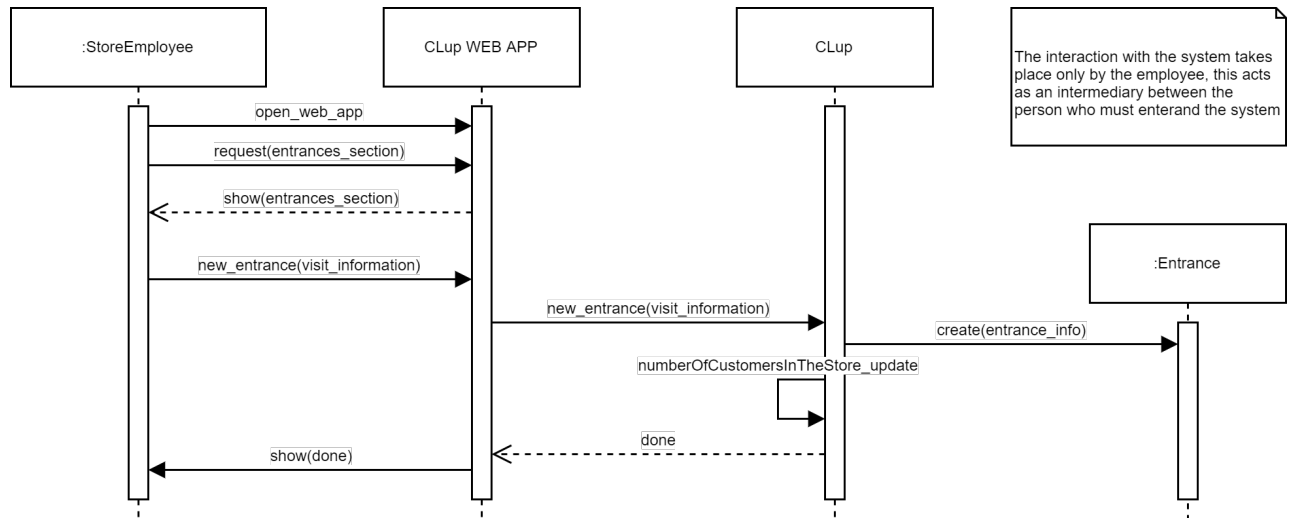 :StoreEmployee
CLup WEB APP
CLup
The interaction with the system takes
place only by the employee, this acts
as an intermediary between the
person who must enterand the system
open_web_app
request(entrances_section)
show(entrances_section)
:Entrance
new_entrance(visit_information)
new_entrance(visit_information)
create(entrance_info)
numberOfCustomersInTheStore_update
done
show(done)